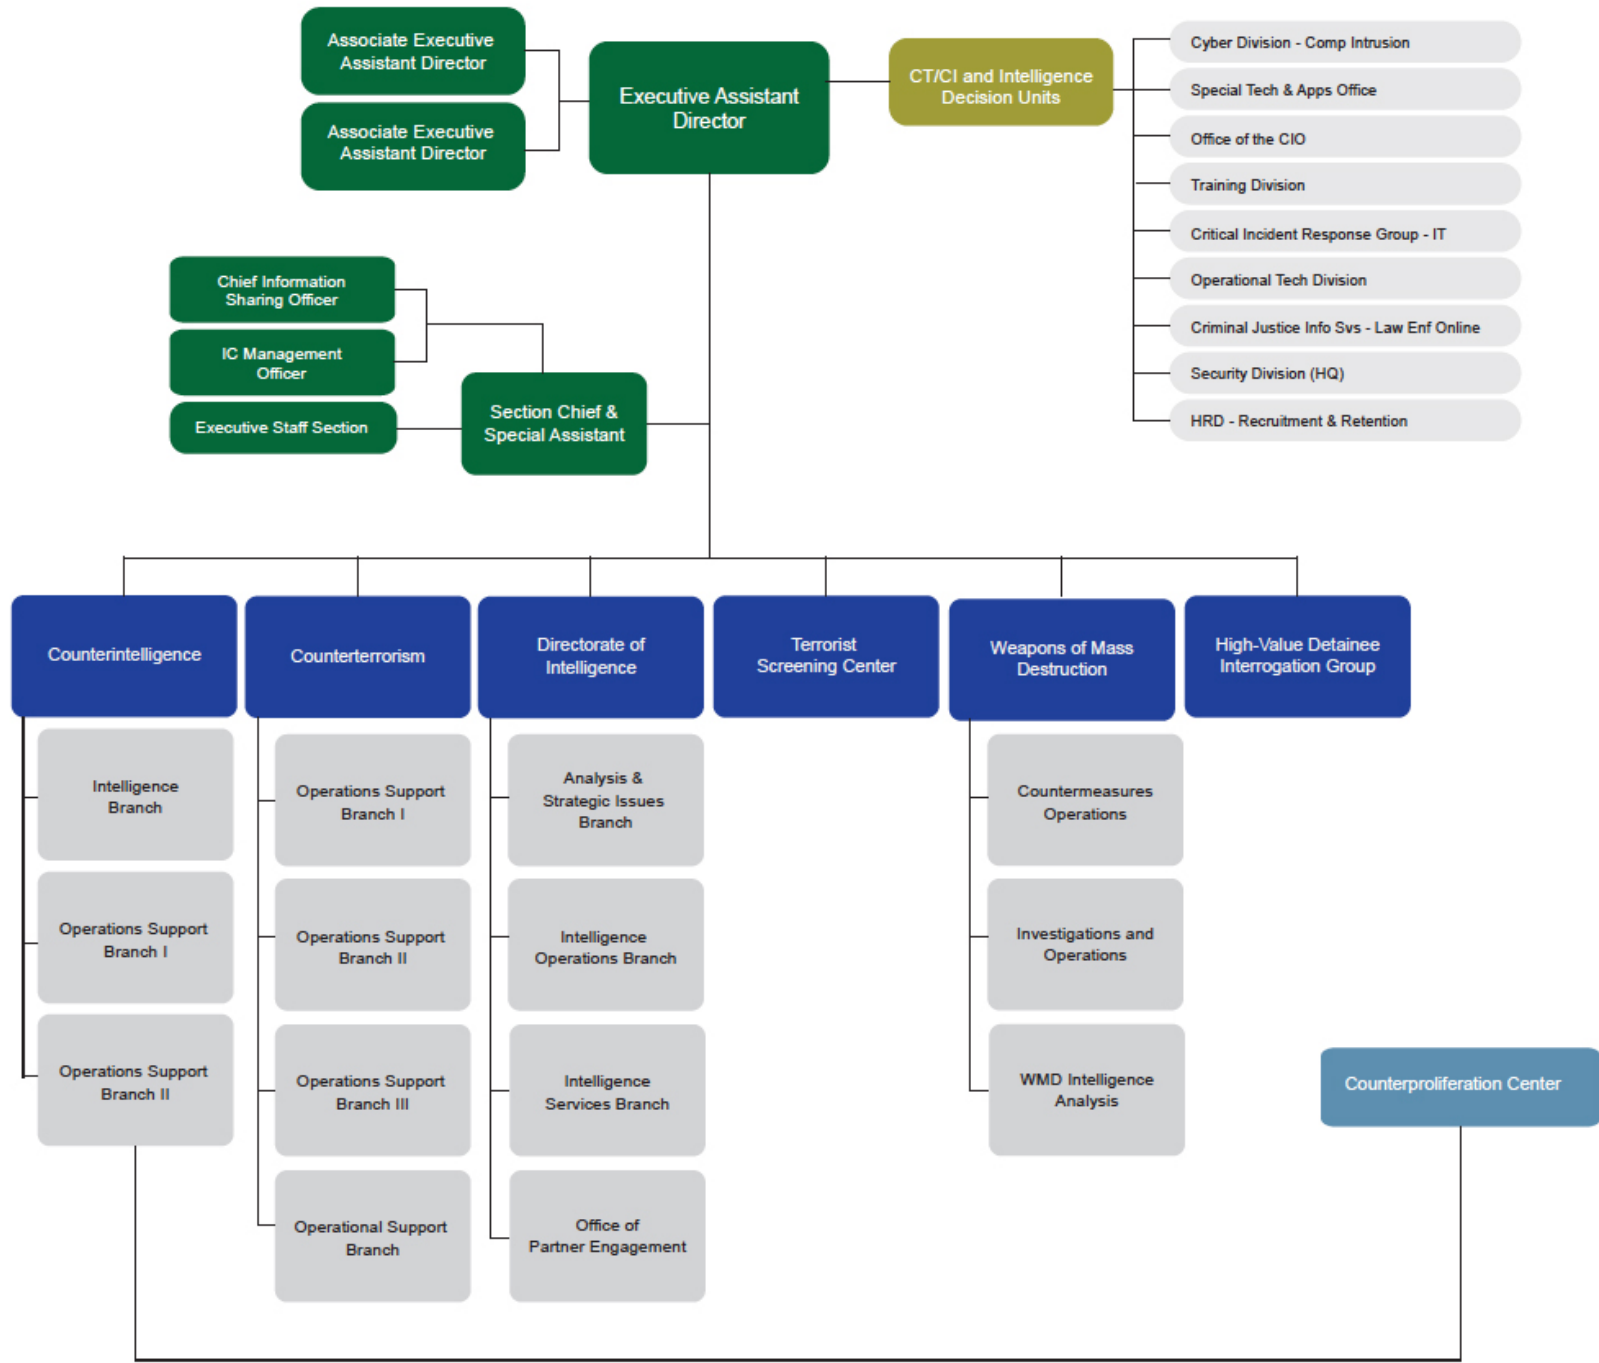 Associate Executive
Assistant Director
Associate Executive
Assistant Director
Executive Assistant
Director
CT/CI and Intelligence
Decision Units
Cyber Division - Comp Intrusion
Special Tech & Apps Office
Office of the CIO
Training Division
Critical Incident Response Group - IT
Operational Tech Division
Criminal Justice Info Svs - Law Enf Online
Security Division (HQ)
HRD - Recruitment & Retention
Chief Information
Sharing Officer
IC Management
Officer
Executive Staff Section
Section Chief &
Special Assistant
Counterintelligence
Intelligence
Branch
Operations Support
Branch I
Operations Support
Branch II
Counterterrorism
Operations Support
Branch I
Operations Support
Branch II
Operations Support
Branch III
Operational Support
Branch
Directorate of
Intelligence
Analysis &
Strategic Issues
Branch
Intelligence
Operations Branch
Intelligence
Services Branch
Office of
Partner Engagement
Terrorist
Screening Center
Weapons of Mass
Destruction
Countermeasures
Operations
Investigations and
Operations
WMD Intelligence
Analysis
High-Value Detainee
Interrogation Group
Counterproliferation Center